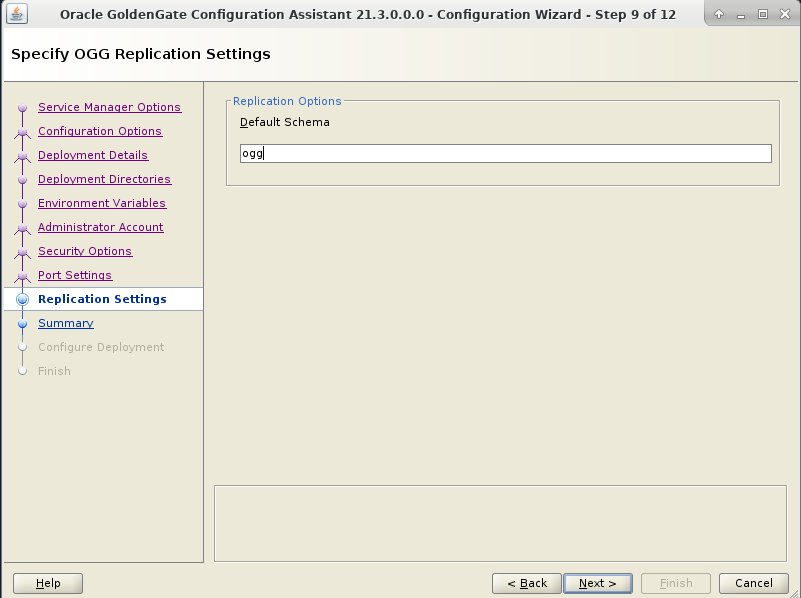 Oracle GoldenGate Configuration Assistant 21.3.0.0.0 - Configuration Wizard - Step 9 of 12
Specify OGG Replication Settings
Service Manager Options
Configuration Options
Deployment Details
Deployment Directories
Environment Variables
Administrator Account
Security Options
Port Settings
Replication Settings
Summary
Configure Deployment
Finish
Replication Options
Default Schema
ogg
Help
< Back
Next >
Finish
Cancel